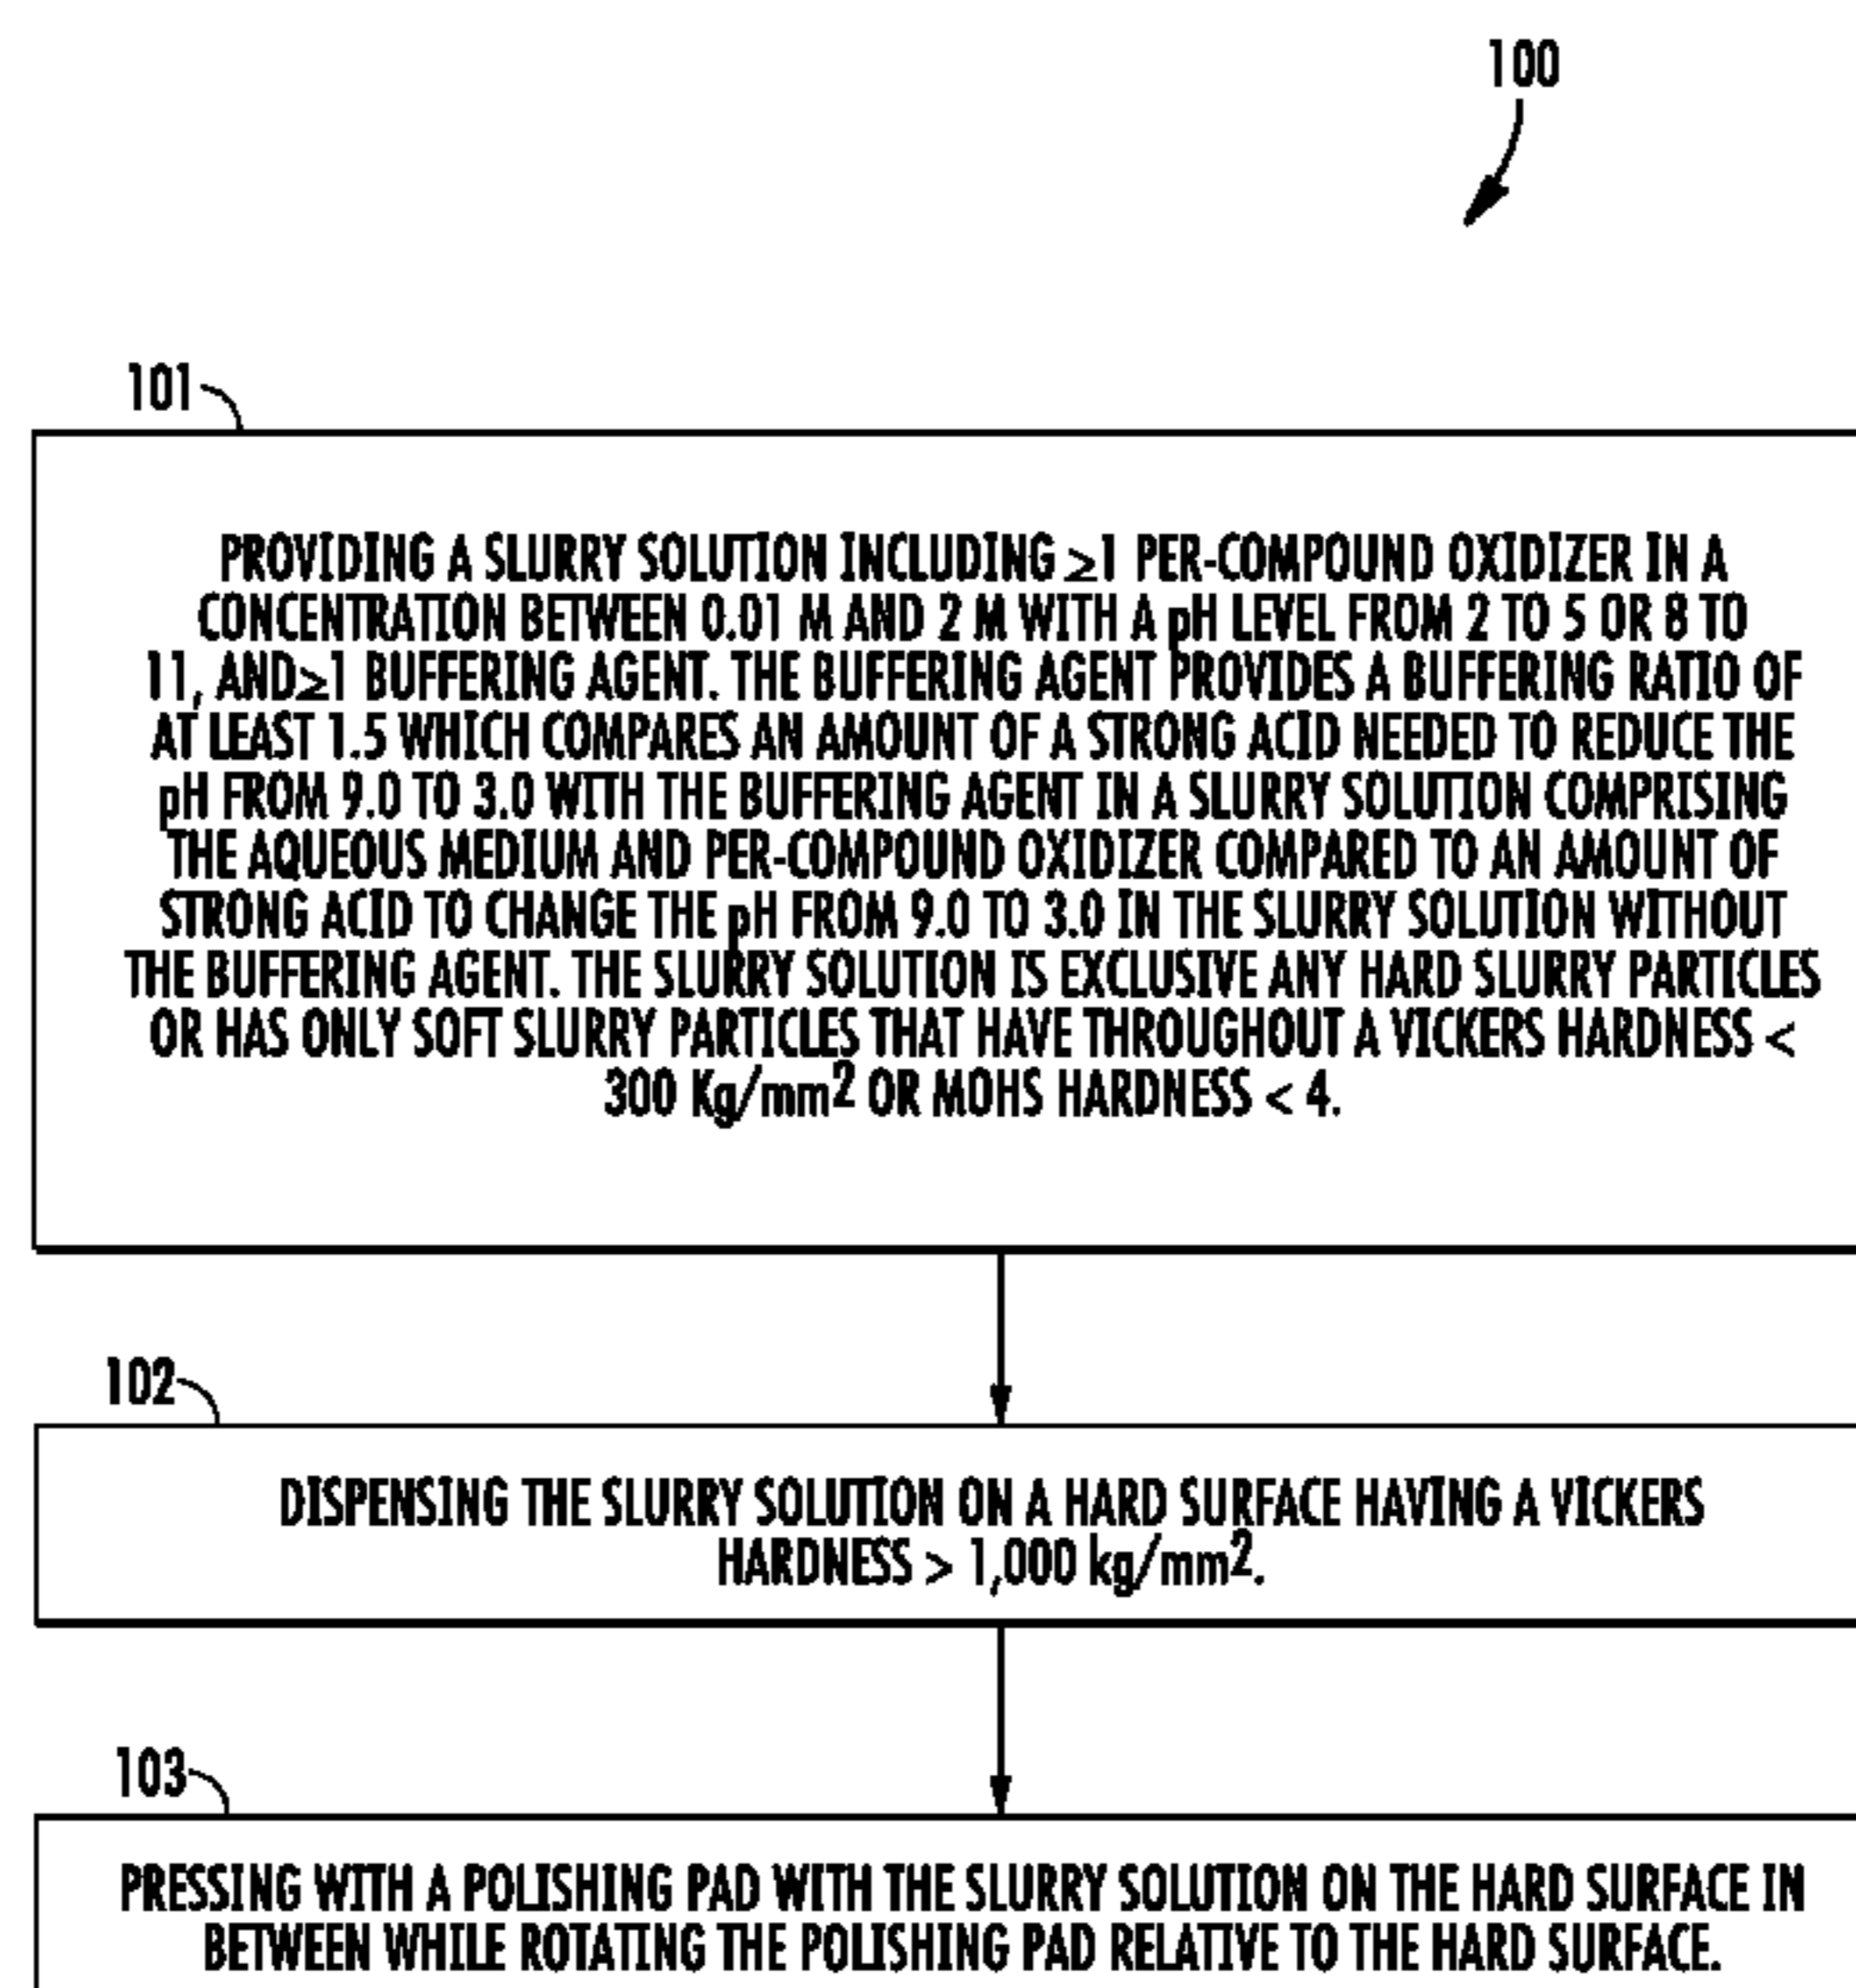 100
101
PROVIDING A SLURRY SOLUTION INCLUDING ≥1 PER-COMPOUND OXIDIZER IN A
CONCENTRATION BETWEEN 0.01 M AND 2 M WITH A pH LEVEL FROM 2 TO 5 OR 8 TO
11, AND≥1 BUFFERING AGENT. THE BUFFERING AGENT PROVIDES A BUFFERING RATIO OF
AT LEAST 1.5 WHICH COMPARES AN AMOUNT OF A STRONG ACID NEEDED TO REDUCE THE
pH FROM 9.0 TO 3.0 WITH THE BUFFERING AGENT IN A SLURRY SOLUTION COMPRISING
THE AQUEOUS MEDIUM AND PER-COMPOUND OXIDIZER COMPARED TO AN AMOUNT OF
STRONG ACID TO CHANGE THE pH FROM 9.0 TO 3.0 IN THE SLURRY SOLUTION WITHOUT
THE BUFFERING AGENT. THE SLURRY SOLUTION IS EXCLUSIVE ANY HARD SLURRY PARTICLES
OR HAS ONLY SOFT SLURRY PARTICLES THAT HAVE THROUGHOUT A VICKERS HARDNESS <
300 Kg/mm² OR MOHS HARDNESS < 4.
102
DISPENSING THE SLURRY SOLUTION ON A HARD SURFACE HAVING A VICKERS
HARDNESS > 1,000 kg/mm².
103
PRESSING WITH A POLISHING PAD WITH THE SLURRY SOLUTION ON THE HARD SURFACE IN
BETWEEN WHILE ROTATING THE POLISHING PAD RELATIVE TO THE HARD SURFACE.